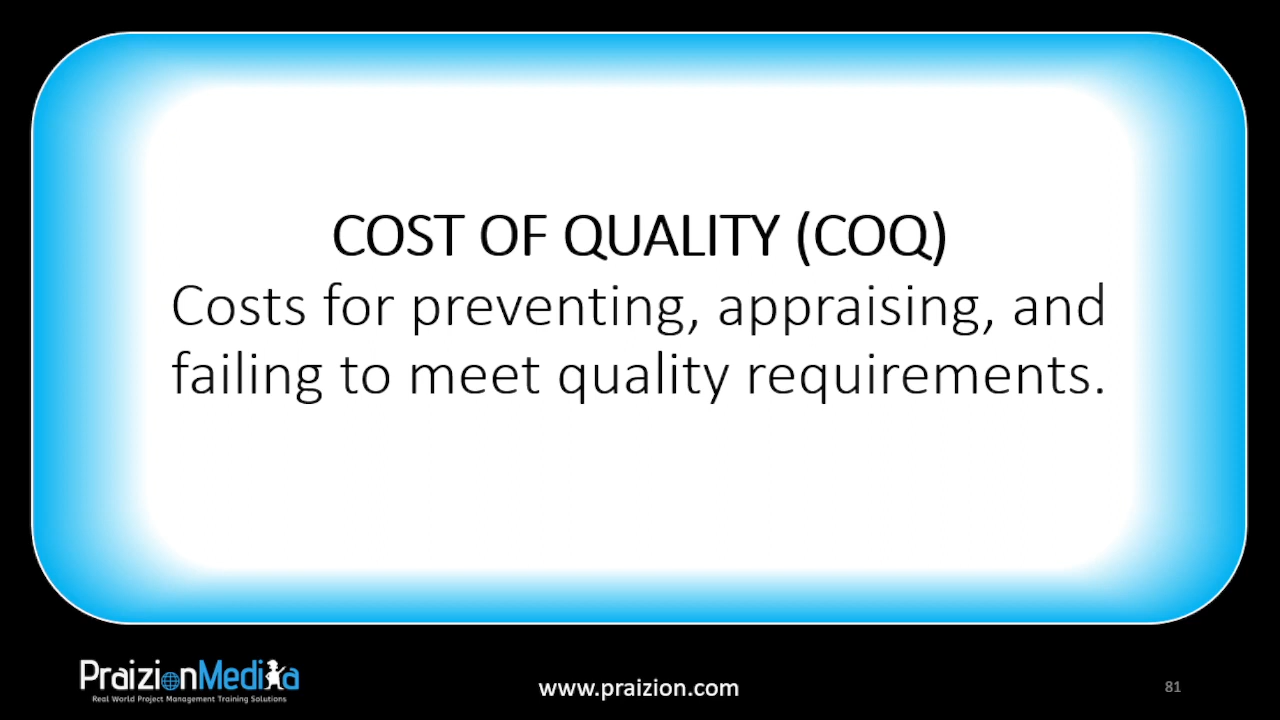 COST OF QUALITY (COQ)
Costs for preventing, appraising, and
failing to meet quality requirements.
PraizionMedia
Real World Project Management Training Solutions
www.praizion.com
81